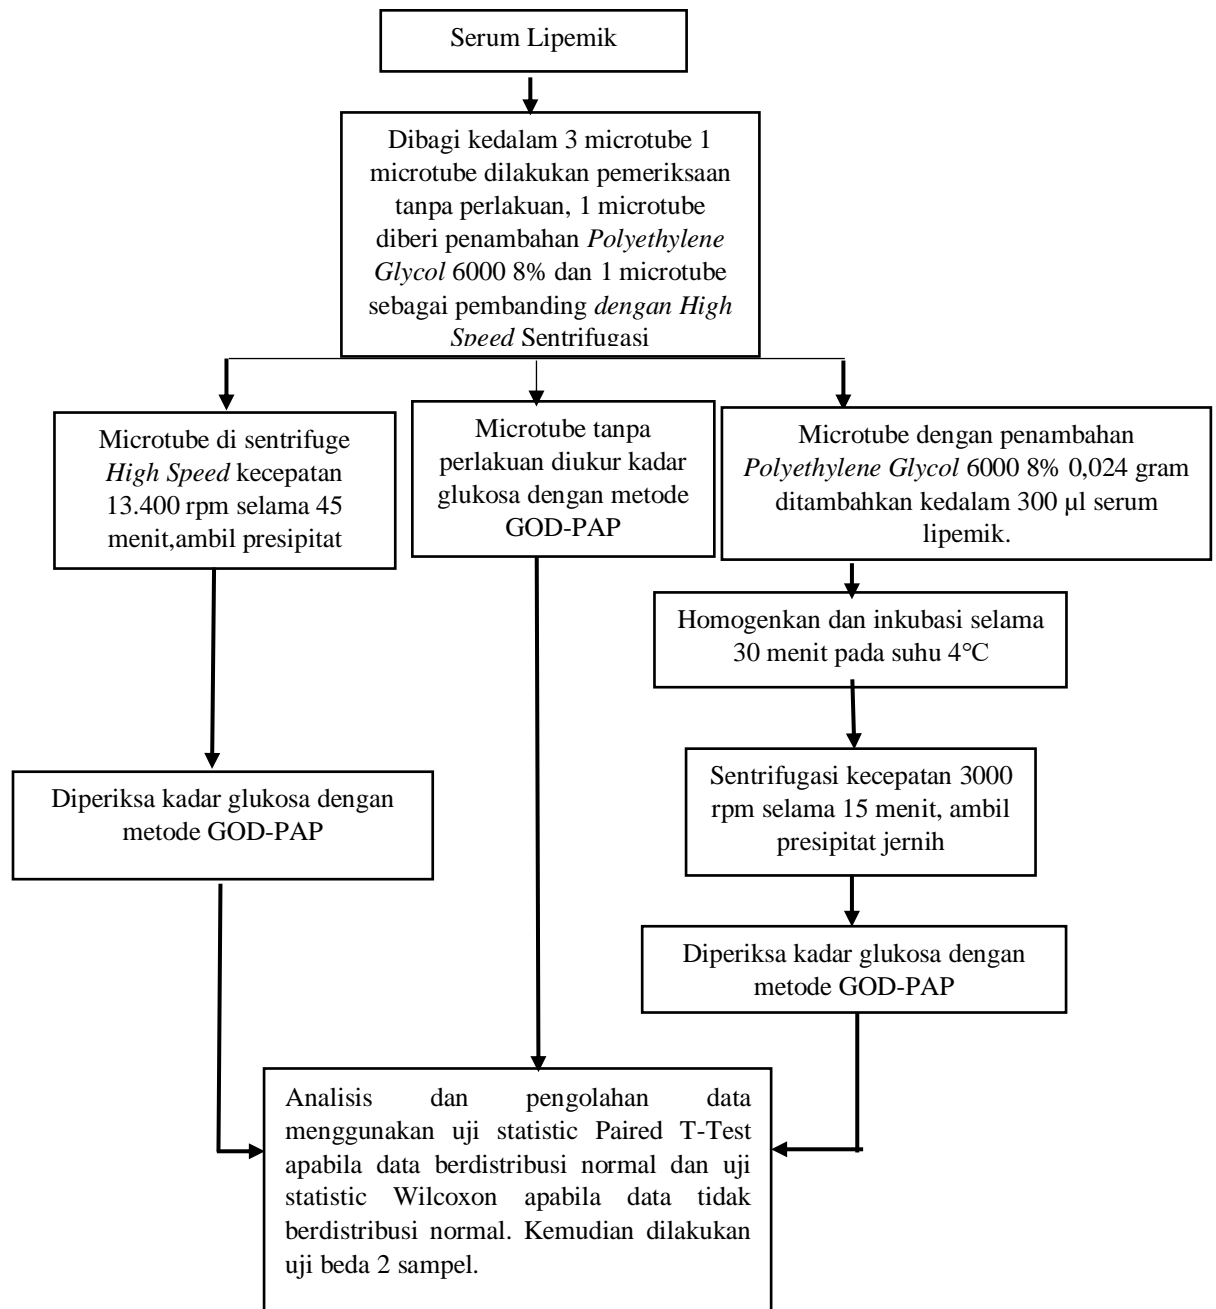 Serum Lipemik
Dibagi kedalam 3 microtube 1
microtube dilakukan pemeriksaan
tanpa perlakuan, 1 microtube
diberi penambahan Polyethylene
Glycol 6000 8% dan 1 microtube
sebagai pembanding dengan High
Speed Sentrifugasi
Microtube di sentrifuge
High Speed kecepatan
13.400 rpm selama 45
menit,ambil presipitat
Microtube tanpa
perlakuan diukur kadar
glukosa dengan metode
GOD-PAP
Microtube dengan penambahan
Polyethylene Glycol 6000 8% 0,024 gram
ditambahkan kedalam 300 µl serum
lipemik.
Homogenkan dan inkubasi selama
30 menit pada suhu 4°C
Sentrifugasi kecepatan 3000
rpm selama 15 menit, ambil
presipitat jernih
Diperiksa kadar glukosa dengan
metode GOD-PAP
Diperiksa kadar glukosa dengan
metode GOD-PAP
Analisis dan pengolahan data
menggunakan uji statistic Paired T-Test
apabila data berdistribusi normal dan uji
statistic Wilcoxon apabila data tidak
berdistribusi normal. Kemudian dilakukan
uji beda 2 sampel.